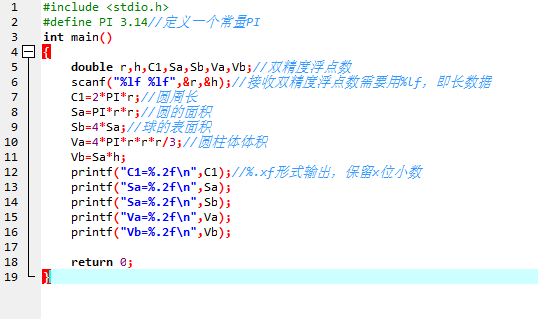 1 #include <stdio.h>
2 #define PI 3.14//定义一个常量PI
3 int main()
4 {
5 double r,h,C1,Sa,Sb,Va,Vb;//双精度浮点数
6 scanf("%lf %lf",&r,&h);//接收双精度浮点数需要用%lf，即长数据
7 C1=2*PI*r;//圆周长
8 Sa=PI*r*r;//圆的面积
9 Sb=4*Sa;//球的表面积
10 Va=4*PI*r*r*r/3;//圆柱体体积
11 Vb=Sa*h;
12 printf("C1=%.2f\n",C1);//%.xf形式输出，保留x位小数
13 printf("Sa=%.2f\n",Sa);
14 printf("Sa=%.2f\n",Sb);
15 printf("Va=%.2f\n",Va);
16 printf("Vb=%.2f\n",Vb);
17
18 return 0;
19 }